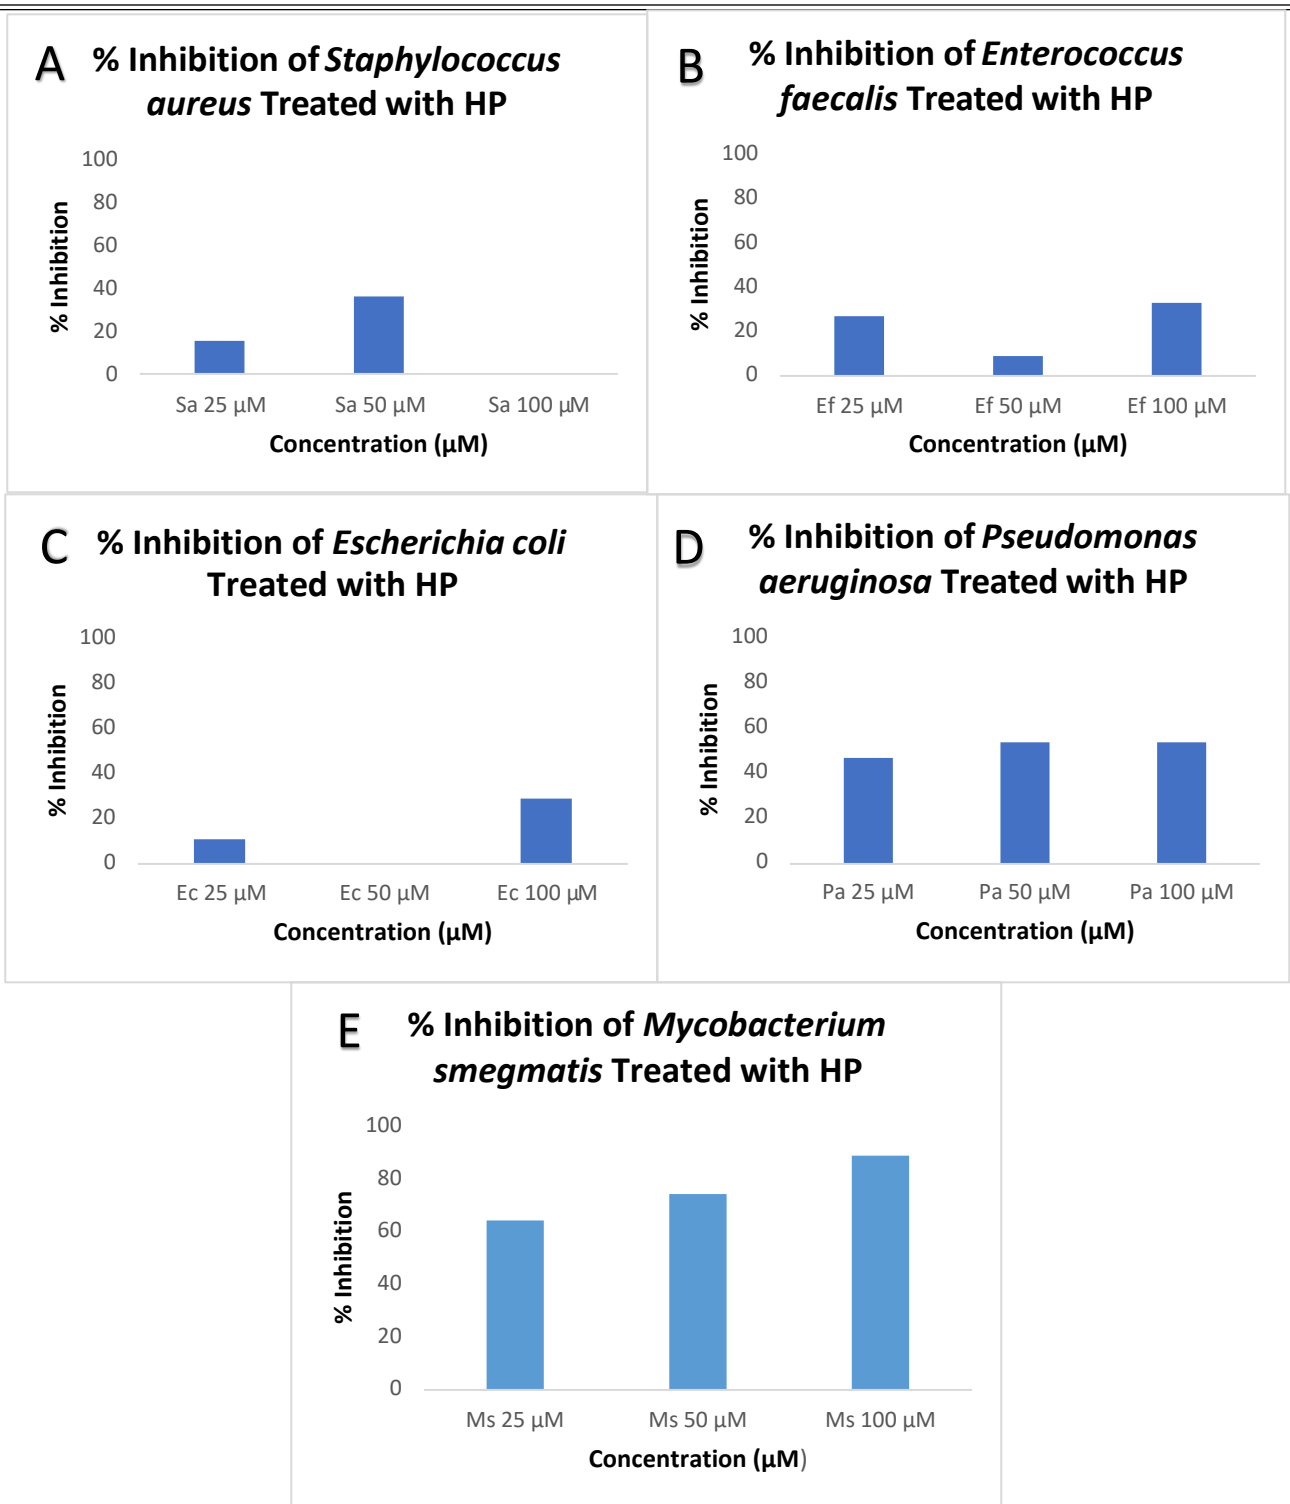 A
% Inhibition of Staphylococcus
aureus Treated with HP
100
80
60
40
20
0
% Inhibition
Sa 25 µM
Sa 50 µM
Sa 100 µM
Concentration (µM)
B
% Inhibition of Enterococcus
faecalis Treated with HP
100
80
60
40
20
0
% Inhibition
Ef 25 µM
Ef 50 µM
Ef 100 µM
Concentration (µM)
C
% Inhibition of Escherichia coli
Treated with HP
100
80
60
40
20
0
% Inhibition
Ec 25 µM
Ec 50 µM
Ec 100 µM
Concentration (µM)
D
% Inhibition of Pseudomonas
aeruginosa Treated with HP
100
80
60
40
20
0
% Inhibition
Pa 25 µM
Pa 50 µM
Pa 100 µM
Concentration (µM)
E
% Inhibition of Mycobacterium
smegmatis Treated with HP
100
80
60
40
20
0
% Inhibition
Ms 25 µM
Ms 50 µM
Ms 100 µM
Concentration (µM)